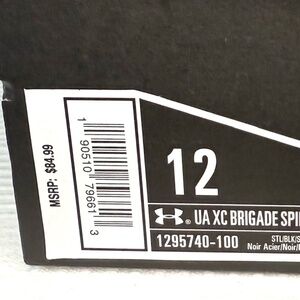 MSRP: $84.99
1 90510 79661 3
12
UA XC BRIGADE SPI
1295740-100
STL/BLK/S
Noir Acier/Noir/